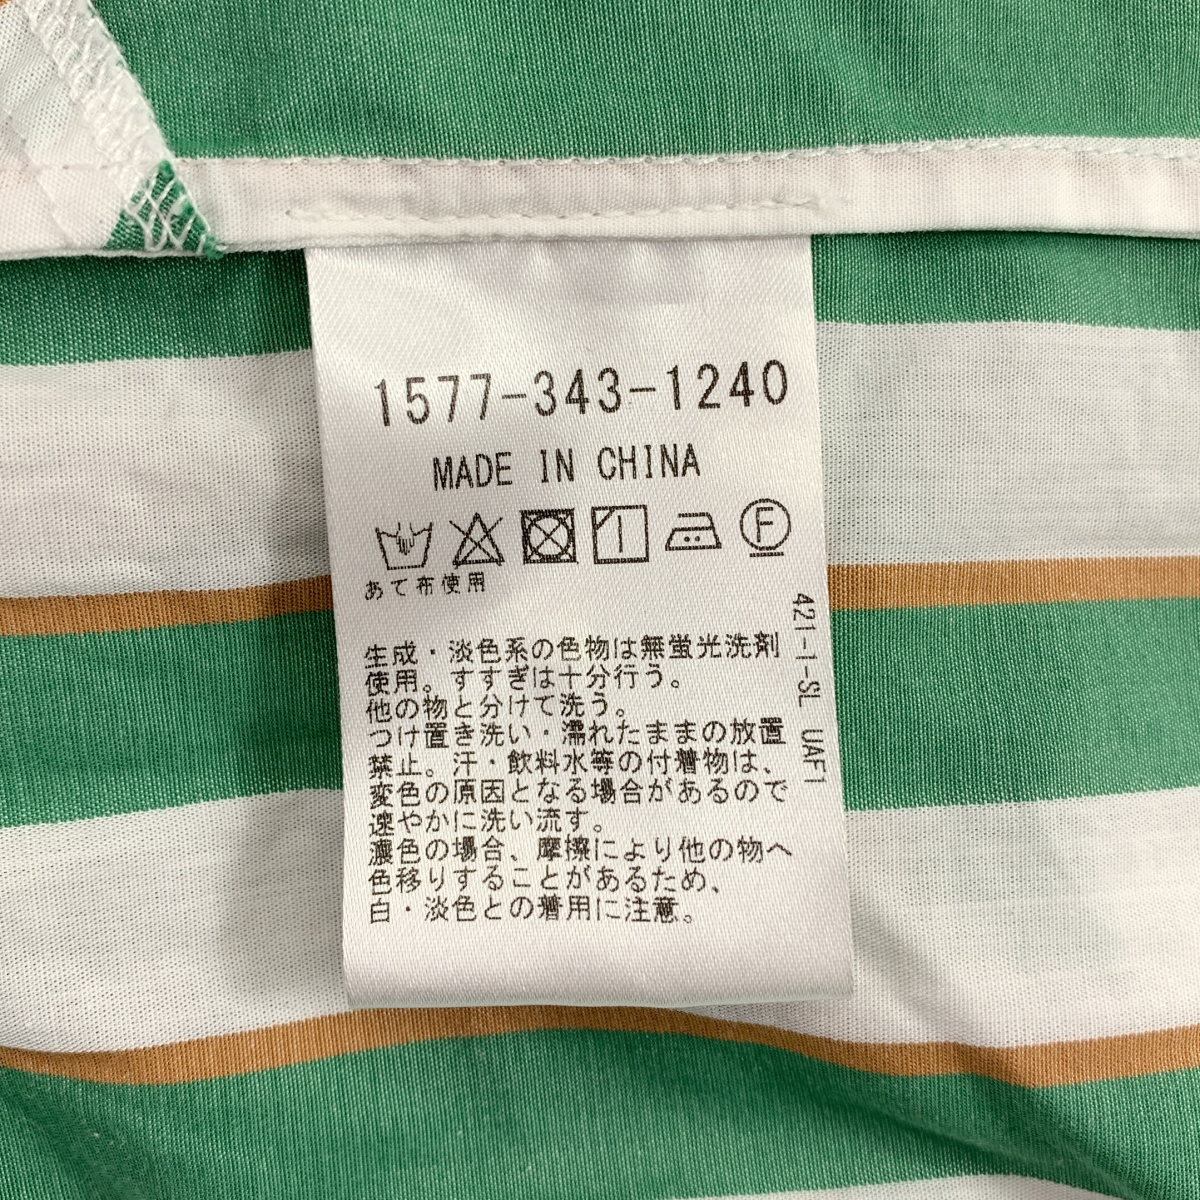 1577-343-1240
MADE IN CHINA
F
あて布使用
生成・淡色系の色物は無蛍光洗剤
使用。すすぎは十分行う。
他の物と分けて洗う。
つけ置き洗い・濡れたままの放置
禁止。汗・飲料水等の付着物は、
変色の原因となる場合があるので
速やかに洗い流す。
濃色の場合、摩擦により他の物へ
色移りすることがあるため、
白・淡色との着用に注意。
421-1-SL UAF1